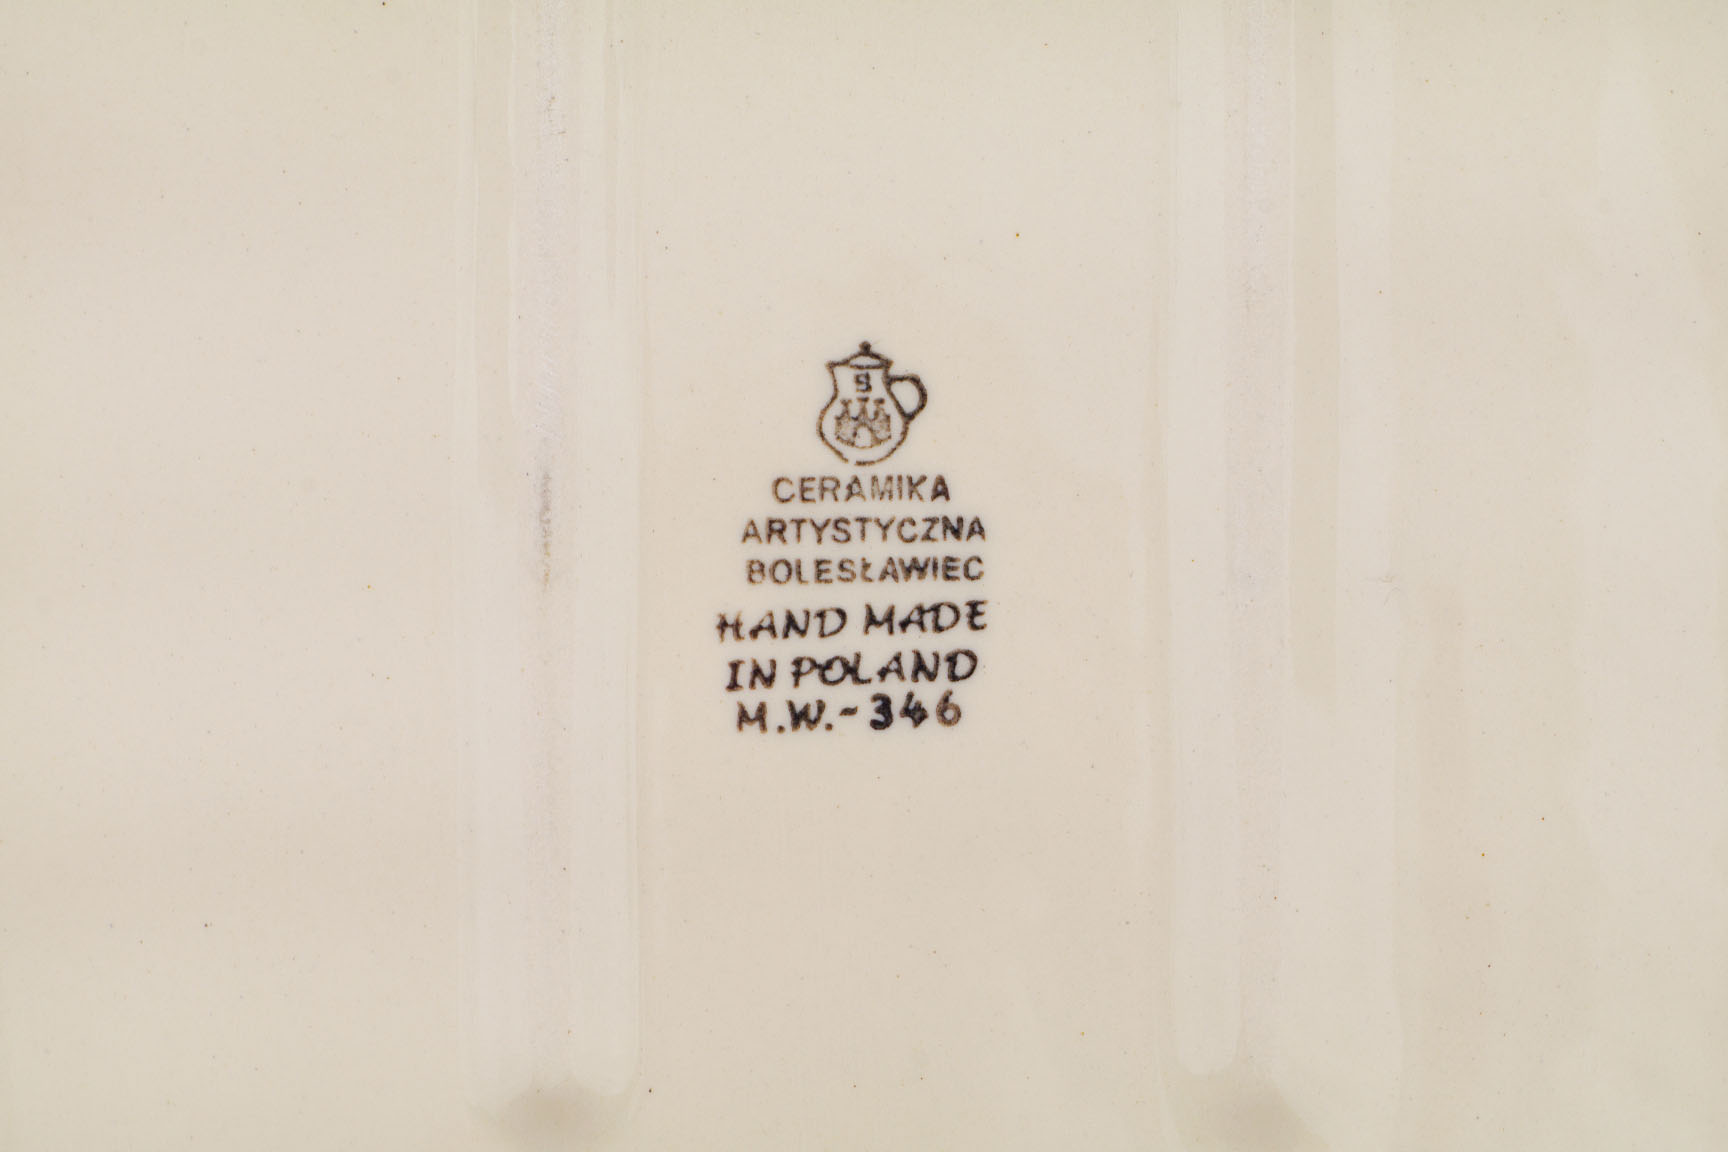 S
CERAMIKA
ARTYSTYCZNA
BOLESŁAWIEC
HAND MADE
IN POLAND
M.W.-346